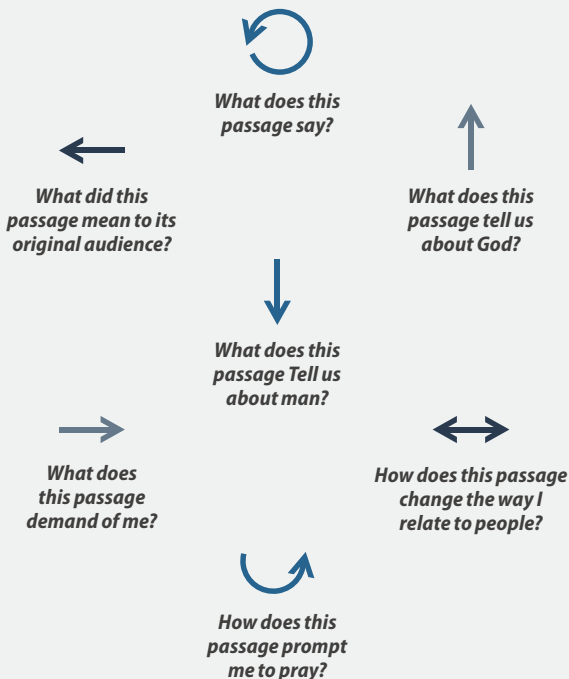 What does this
passage say?
What did this
passage mean to its
original audience?
What does this
passage tell us
about God?
What does this
passage Tell us
about man?
What does
this passage
demand of me?
How does this passage
change the way I
relate to people?
How does this
passage prompt
me to pray?